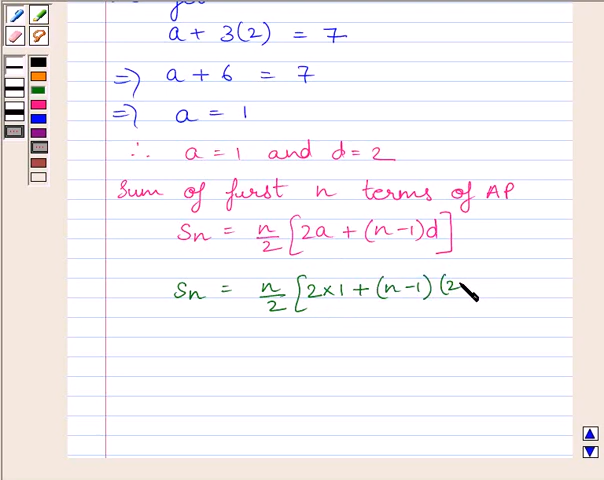 a + 3(2) = 7
=> a + 6 = 7
=> a = 1
∴ a = 1 and d = 2
Sum of first n terms of AP
Sn = n/2 [2a + (n-1)d]
Sn = n/2 [2×1 + (n-1) (2